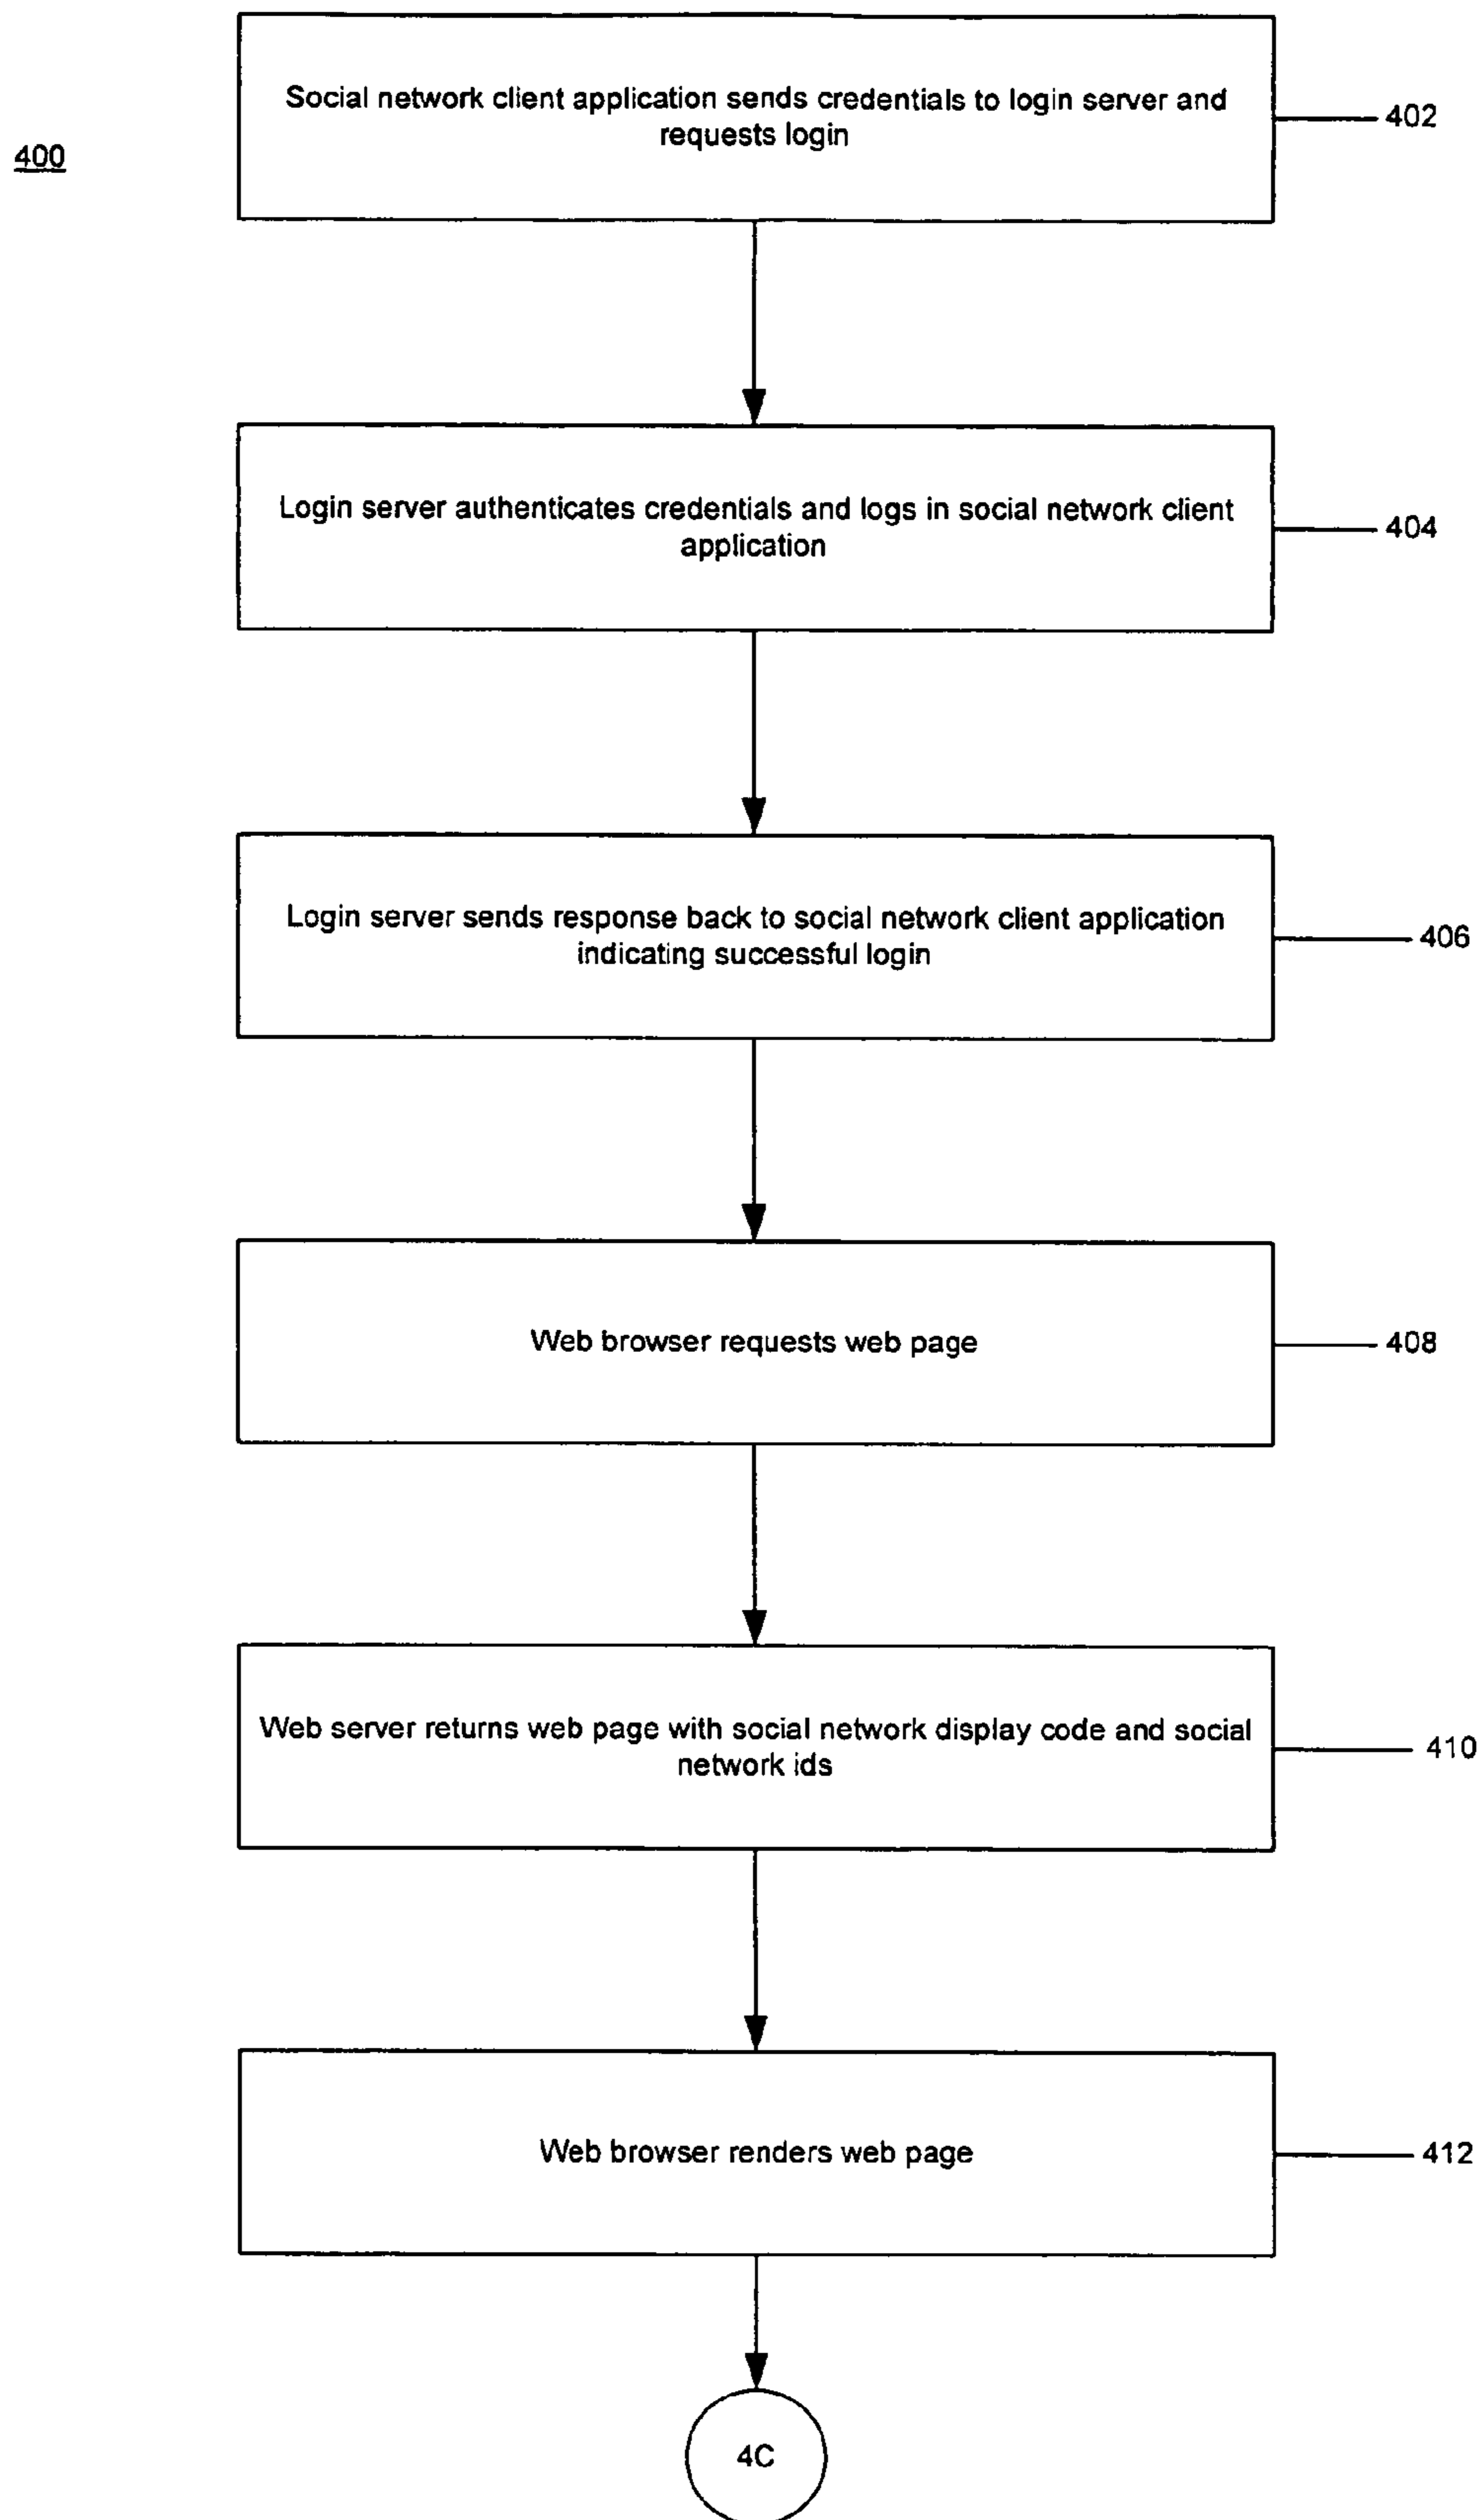 Social network client application sends credentials to login server and
requests login
402
400
Login server authenticates credentials and logs in social network client
application
404
Login server sends response back to social network client application
indicating successful login
406
Web browser requests web page
408
Web server returns web page with social network display code and social
network ids
410
Web browser renders web page
412
4C